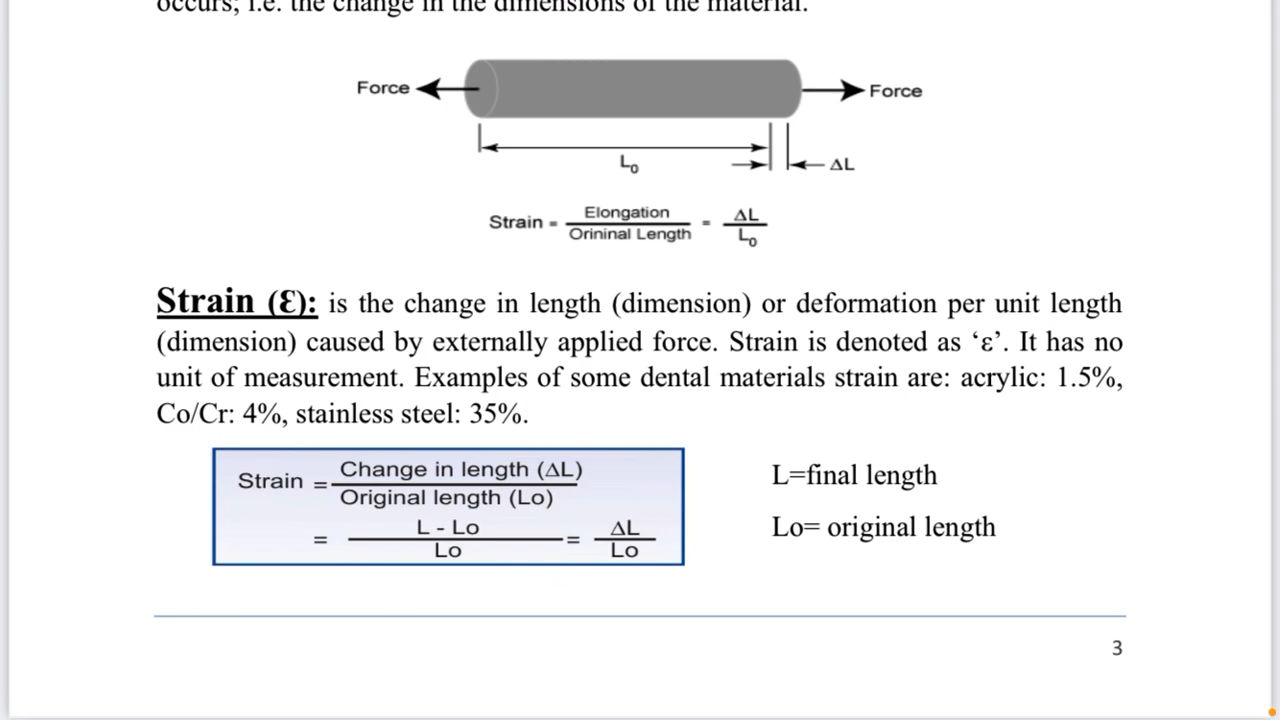 occurs; i.e. the change in the dimensions of the material.
Force Force
L0
ΔL
Strain = Elongation / Orininal Length = ΔL / L0
Strain (Ɛ): is the change in length (dimension) or deformation per unit length
(dimension) caused by externally applied force. Strain is denoted as ‘ε’. It has no
unit of measurement. Examples of some dental materials strain are: acrylic: 1.5%,
Co/Cr: 4%, stainless steel: 35%.
Strain = Change in length (ΔL) / Original length (Lo)
= L - Lo / Lo = ΔL / Lo
L=final length
Lo= original length
3